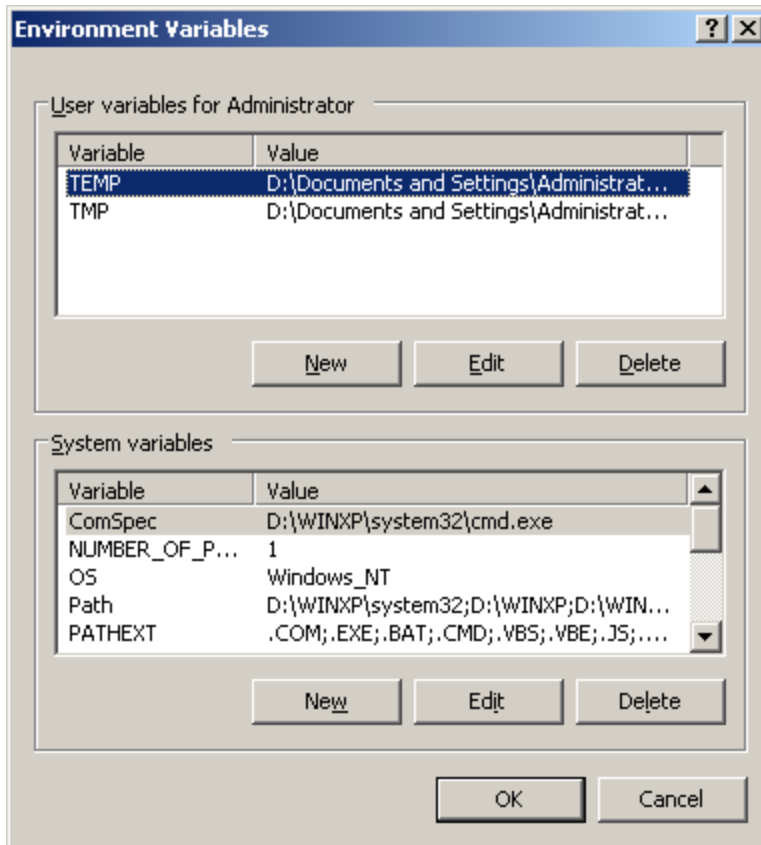 Environment Variables
User variables for Administrator
Variable Value
TEMP D:\Documents and Settings\Administrat...
TMP D:\Documents and Settings\Administrat...
New Edit Delete
System variables
Variable Value
ComSpec D:\WINXP\system32\cmd.exe
NUMBER_OF_P... 1
OS Windows_NT
Path D:\WINXP\system32;D:\WINXP;D:\WIN...
PATHEXT .COM;.EXE;.BAT;.CMD;.VBS;.VBE;.JS;....
New Edit Delete
OK Cancel